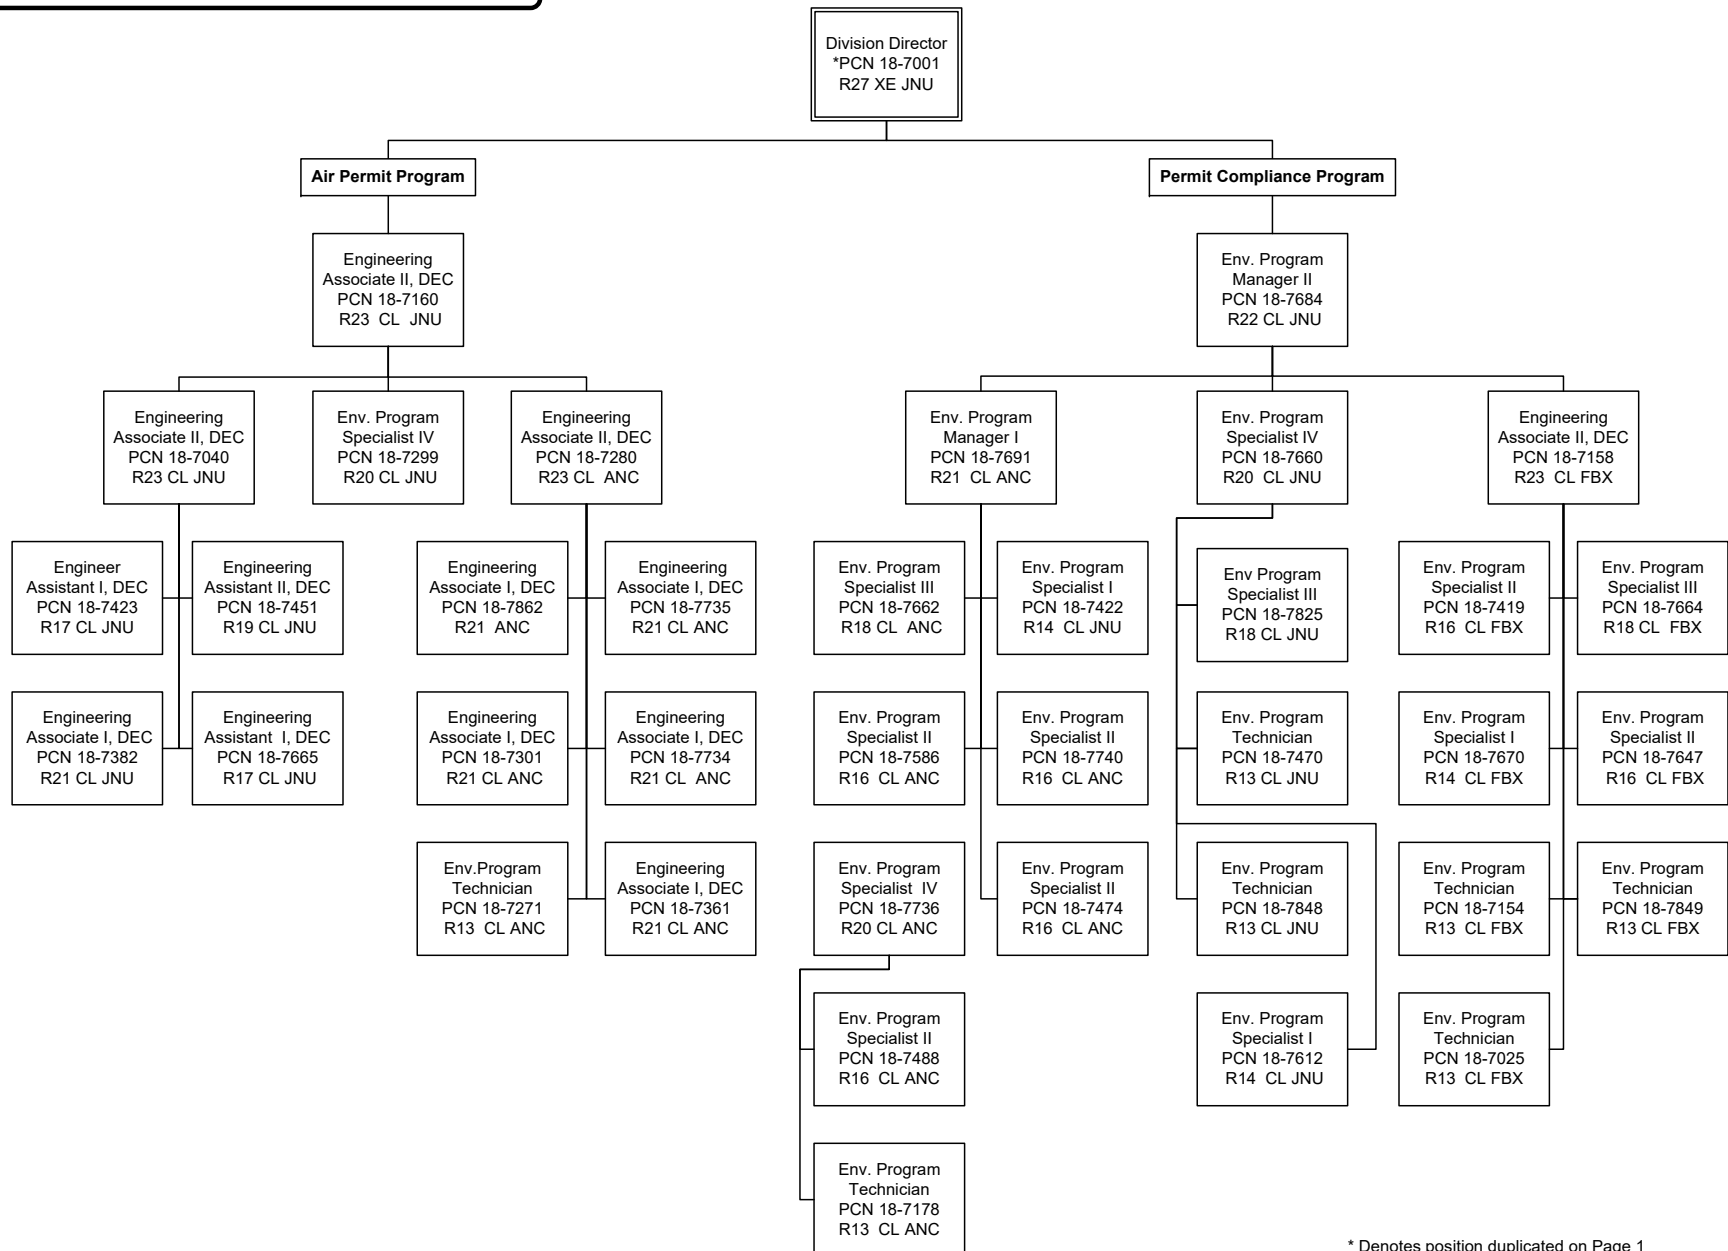 Division Director
*PCN 18-7001
R27 XE JNU
Air Permit Program
Permit Compliance Program
Engineering
Associate II, DEC
PCN 18-7160
R23 CL JNU
Env. Program
Manager II
PCN 18-7684
R22 CL JNU
Engineering
Associate II, DEC
PCN 18-7040
R23 CL JNU
Env. Program
Specialist IV
PCN 18-7299
R20 CL JNU
Engineering
Associate II, DEC
PCN 18-7280
R23 CL ANC
Env. Program
Manager I
PCN 18-7691
R21 CL ANC
Env. Program
Specialist IV
PCN 18-7660
R20 CL JNU
Engineering
Associate II, DEC
PCN 18-7158
R23 CL FBX
Engineer
Assistant I, DEC
PCN 18-7423
R17 CL JNU
Engineering
Assistant II, DEC
PCN 18-7451
R19 CL JNU
Engineering
Associate I, DEC
PCN 18-7862
R21 ANC
Engineering
Associate I, DEC
PCN 18-7735
R21 CL ANC
Env. Program
Specialist III
PCN 18-7662
R18 CL ANC
Env. Program
Specialist I
PCN 18-7422
R14 CL JNU
Env Program
Specialist III
PCN 18-7825
R18 CL JNU
Env. Program
Specialist II
PCN 18-7419
R16 CL FBX
Env. Program
Specialist III
PCN 18-7664
R18 CL FBX
Engineering
Associate I, DEC
PCN 18-7382
R21 CL JNU
Engineering
Assistant I, DEC
PCN 18-7665
R17 CL JNU
Engineering
Associate I, DEC
PCN 18-7301
R21 CL ANC
Engineering
Associate I, DEC
PCN 18-7734
R21 CL ANC
Env. Program
Specialist II
PCN 18-7586
R16 CL ANC
Env. Program
Specialist II
PCN 18-7740
R16 CL ANC
Env. Program
Technician
PCN 18-7470
R13 CL JNU
Env. Program
Specialist I
PCN 18-7670
R14 CL FBX
Env. Program
Specialist II
PCN 18-7647
R16 CL FBX
Env.Program
Technician
PCN 18-7271
R13 CL ANC
Engineering
Associate I, DEC
PCN 18-7361
R21 CL ANC
Env. Program
Specialist IV
PCN 18-7736
R20 CL ANC
Env. Program
Specialist II
PCN 18-7474
R16 CL ANC
Env. Program
Technician
PCN 18-7848
R13 CL JNU
Env. Program
Technician
PCN 18-7154
R13 CL FBX
Env. Program
Technician
PCN 18-7849
R13 CL FBX
Env. Program
Specialist II
PCN 18-7488
R16 CL ANC
Env. Program
Specialist I
PCN 18-7612
R14 CL JNU
Env. Program
Technician
PCN 18-7025
R13 CL FBX
Env. Program
Technician
PCN 18-7178
R13 CL ANC
* Denotes position duplicated on Page 1